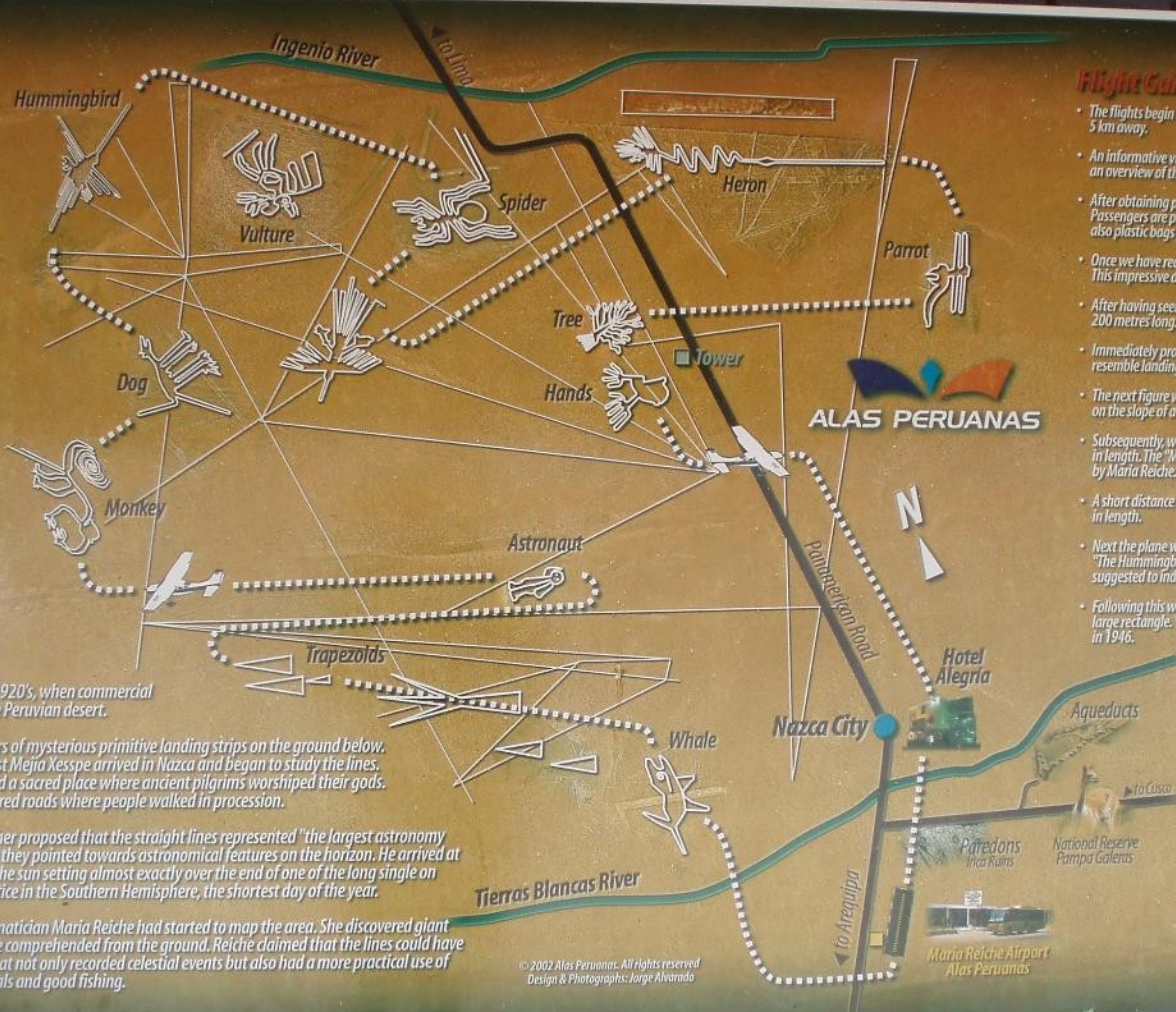 Ingenio River
to Lima
Hummingbird
Vulture
Spider
Heron
Parrot
Tree
Tower
Dog
Hands
ALAS PERUANAS
Monkey
Astronaut
N
Panamerican Road
Trapezoids
Hotel
Alegría
Nazca City
Aqueducts
Whale
to Cusco
Paredons
Inca Ruins
National Reserve
Pampa Galeras
Tierras Blancas River
to Arequipa
Maria Reiche Airport
Alas Peruanas
© 2002 Alas Peruanas. All rights reserved
Design & Photographs: Jorge Alvarado
920's, when commercial
Peruvian desert.
rs of mysterious primitive landing strips on the ground below.
st Mejia Xesspe arrived in Nazca and began to study the lines.
d a sacred place where ancient pilgrims worshiped their gods.
red roads where people walked in procession.
her proposed that the straight lines represented "the largest astronomy
they pointed towards astronomical features on the horizon. He arrived at
he sun setting almost exactly over the end of one of the long single on
tice in the Southern Hemisphere, the shortest day of the year.
matician Maria Reiche had started to map the area. She discovered giant
e comprehended from the ground. Reiche claimed that the lines could have
at not only recorded celestial events but also had a more practical use of
als and good fishing.
Flight Gui
• The flights begin
5 km away.
• An informative v
an overview of th
• After obtaining p
Passengers are p
also plastic bags
• Once we have rea
This impressive d
• After having see
200 metres long
• Immediately pro
resemble landin
• The next figure w
on the slope of a
• Subsequently, w
in length. The "M
by Maria Reiche.
• A short distance
in length.
• Next the plane w
"The Hummingb
suggested to ind
• Following this w
large rectangle.
in 1946.